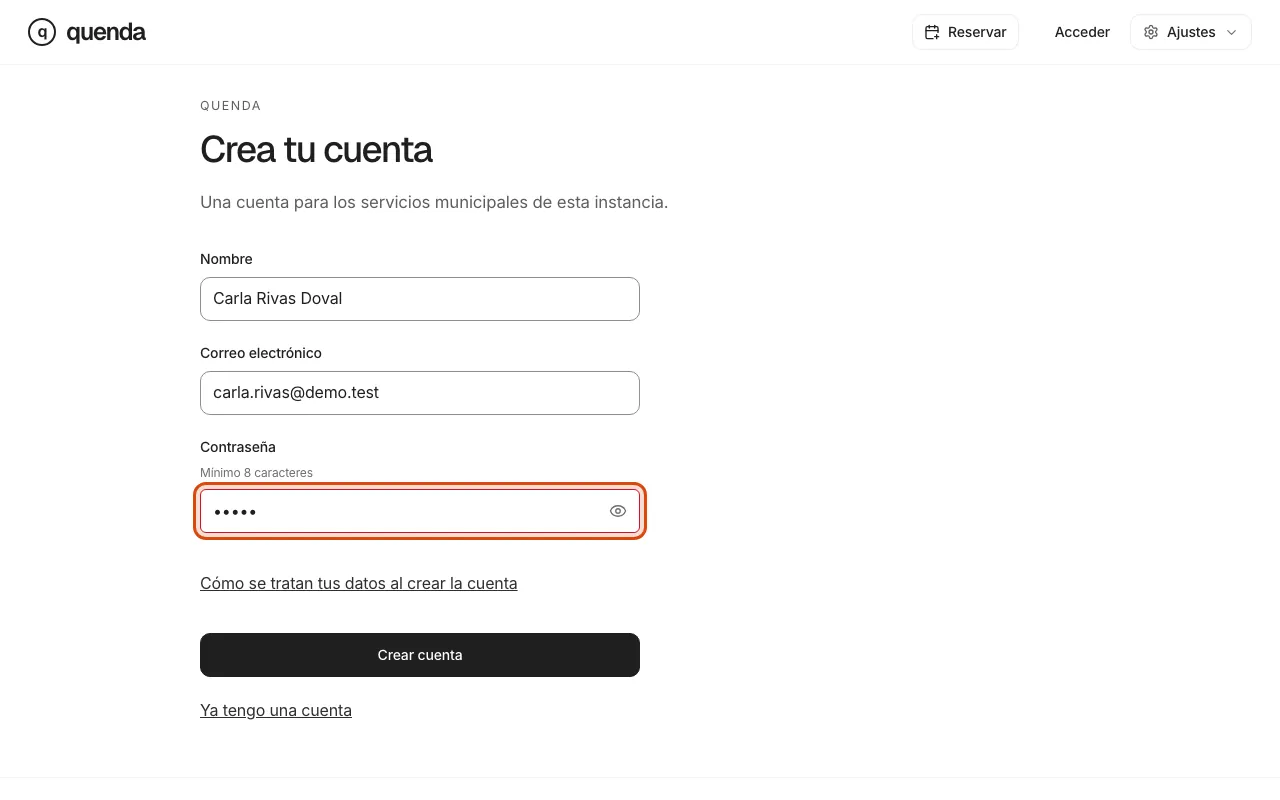 q quenda
Reservar
Acceder
Ajustes
QUENDA
Crea tu cuenta
Una cuenta para los servicios municipales de esta instancia.
Nombre
Carla Rivas Doval
Correo electrónico
carla.rivas@demo.test
Contraseña
Mínimo 8 caracteres
•••••
Cómo se tratan tus datos al crear la cuenta
Crear cuenta
Ya tengo una cuenta